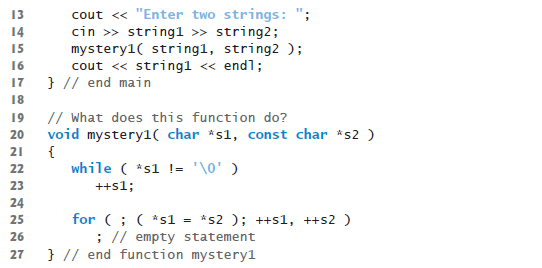 13 cout << "Enter two strings: ";
14 cin >> string1 >> string2;
15 mystery1( string1, string2 );
16 cout << string1 << endl;
17 } // end main
18
19 // What does this function do?
20 void mystery1( char *s1, const char *s2 )
21 {
22 while ( *s1 != '\0' )
23 ++s1;
24
25 for ( ; ( *s1 = *s2 ); ++s1, ++s2 )
26 ; // empty statement
27 } // end function mystery1